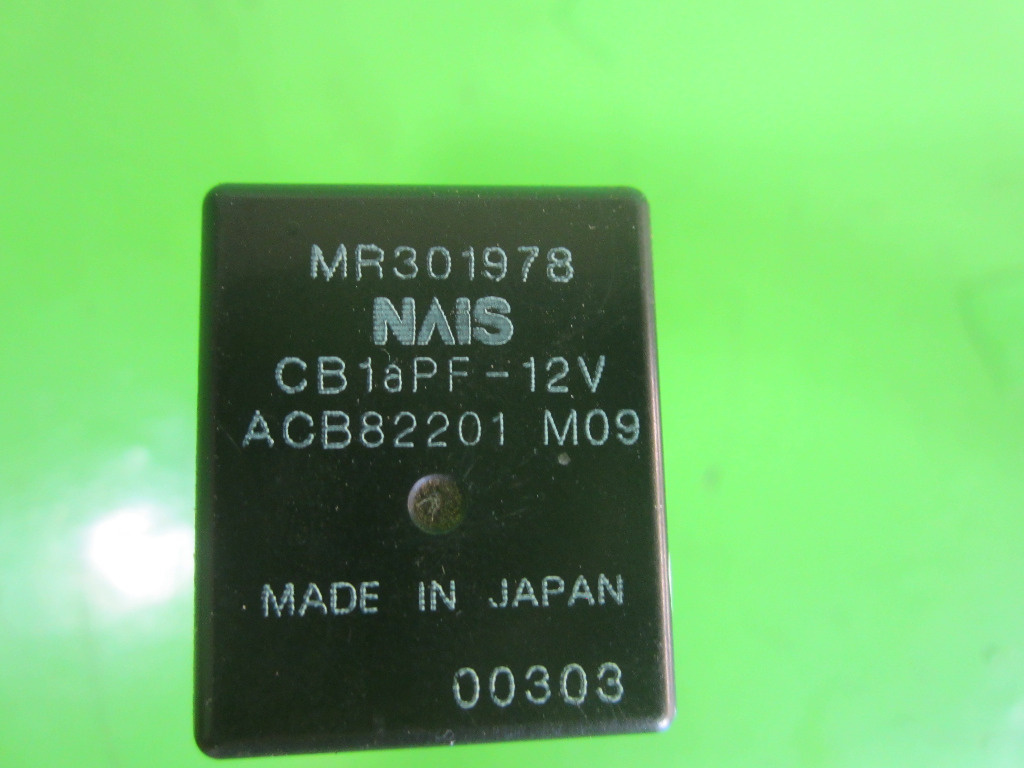 MR301978
NAIS
CB1aPF-12V
ACB82201 M09
MADE IN JAPAN
00303